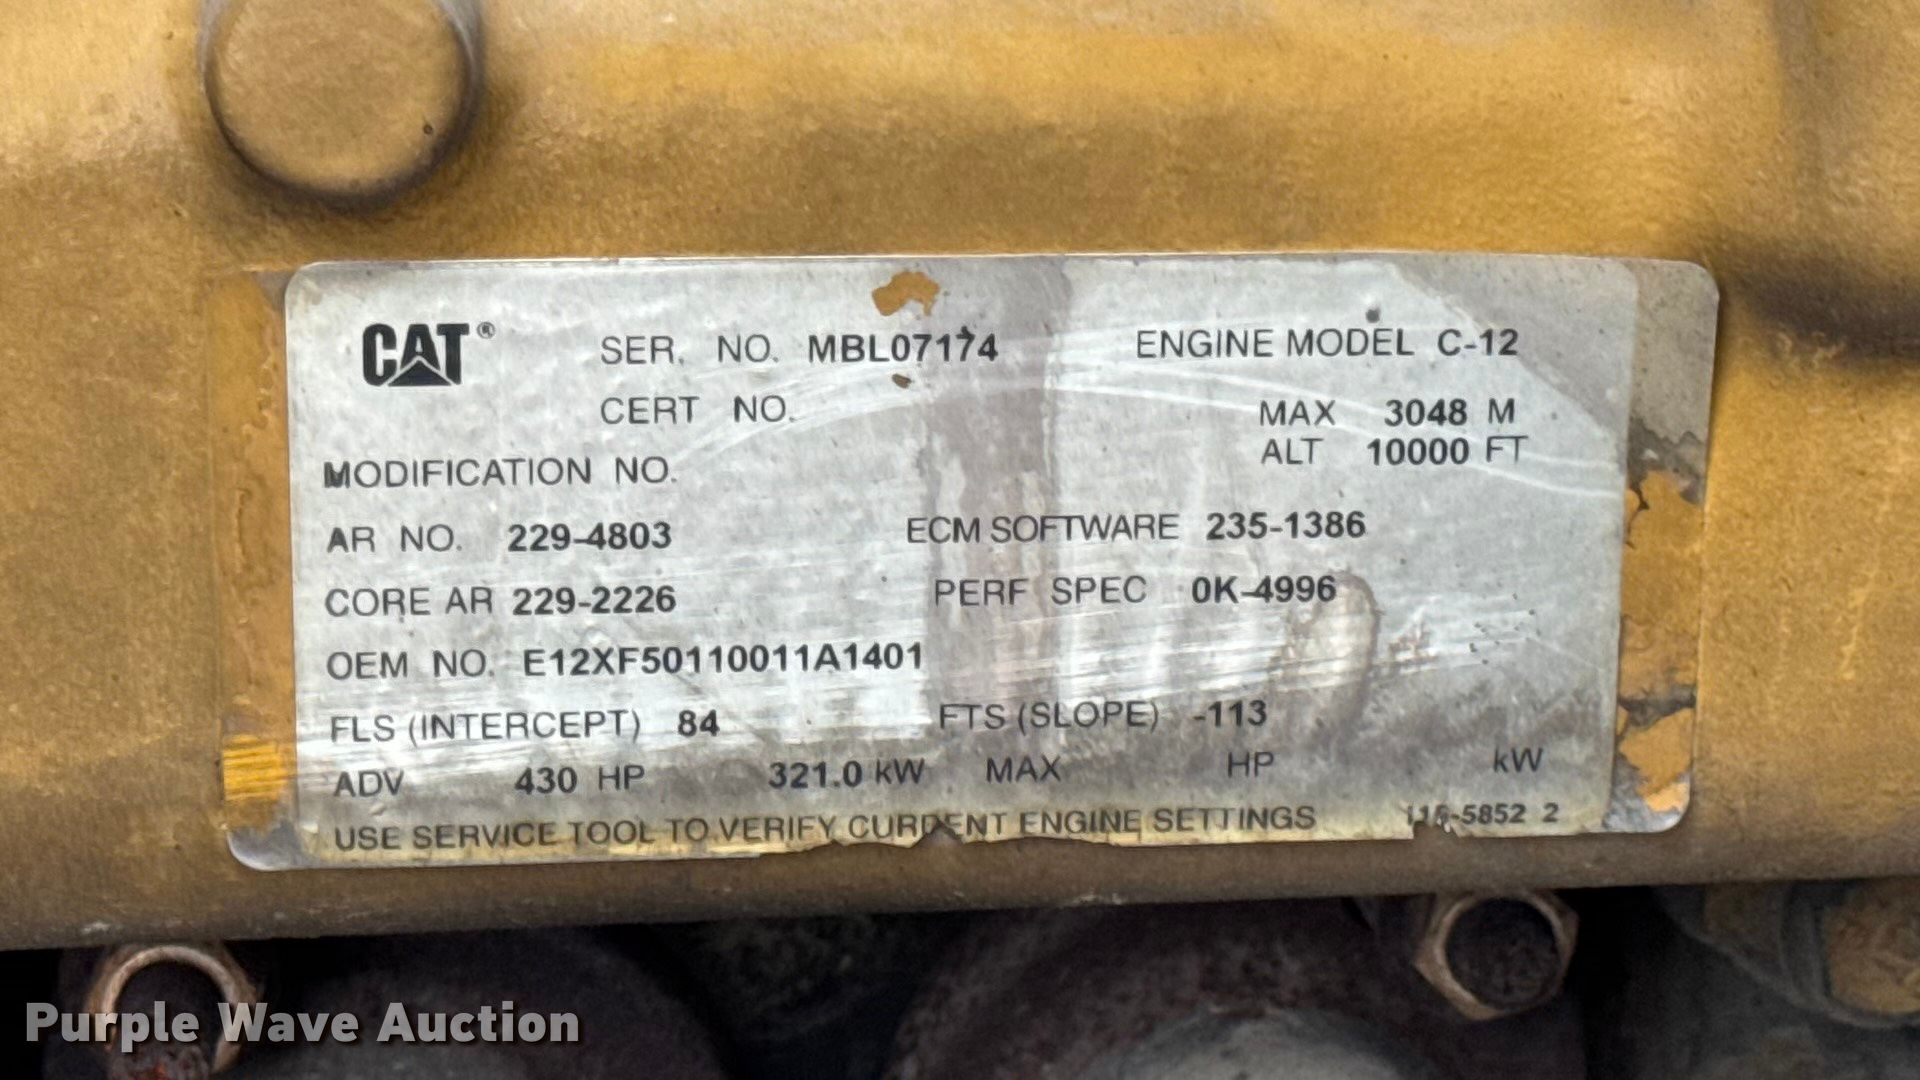 CAT® SER. NO. MBL07174 ENGINE MODEL C-12
CERT NO. MAX 3048 M
ALT 10000 FT
MODIFICATION NO.
AR NO. 229-4803 ECM SOFTWARE 235-1386
CORE AR 229-2226 PERF SPEC 0K-4996
OEM NO. E12XF50110011A1401
FLS (INTERCEPT) 84 FTS (SLOPE) -113
ADV 430 HP 321.0 kW MAX HP kW
USE SERVICE TOOL TO VERIFY CURRENT ENGINE SETTINGS 116-5852 2
Purple Wave Auction